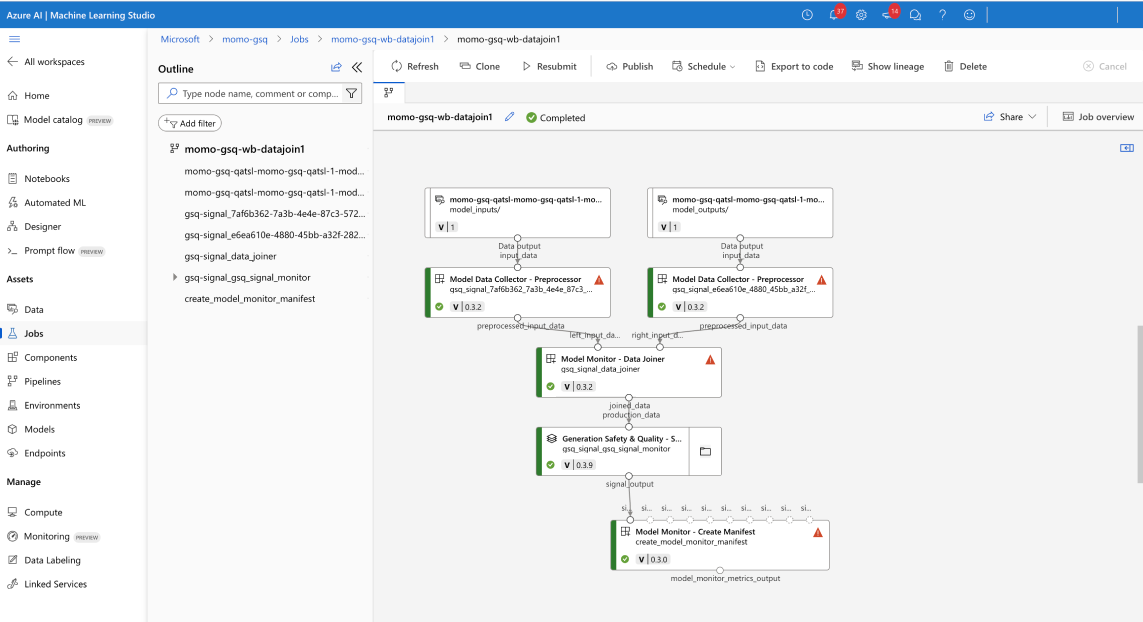 Azure AI | Machine Learning Studio
37
14
All workspaces
Home
Model catalog PREVIEW
Authoring
Notebooks
Automated ML
Designer
Prompt flow PREVIEW
Assets
Data
Jobs
Components
Pipelines
Environments
Models
Endpoints
Manage
Compute
Monitoring PREVIEW
Data Labeling
Linked Services
Microsoft > momo-gsq > Jobs > momo-gsq-wb-datajoin1 > momo-gsq-wb-datajoin1
Outline
Type node name, comment or comp...
Add filter
momo-gsq-wb-datajoin1
momo-gsq-qatsl-momo-gsq-qatsl-1-mod...
momo-gsq-qatsl-momo-gsq-qatsl-1-mod...
gsq-signal_7af6b362-7a3b-4e4e-87c3-572...
gsq-signal_e6ea610e-4880-45bb-a32f-282...
gsq-signal_data_joiner
gsq-signal_gsq_signal_monitor
create_model_monitor_manifest
Refresh Clone Resubmit Publish Schedule Export to code Show lineage Delete Cancel
momo-gsq-wb-datajoin1 Completed Share Job overview
momo-gsq-qatsl-momo-gsq-qatsl-1-mo...
model_inputs/
V | 1
momo-gsq-qatsl-momo-gsq-qatsl-1-mo...
model_outputs/
V | 1
Data output
input_data
Data output
input_data
Model Data Collector - Preprocessor
gsq_signal_7af6b362_7a3b_4e4e_87c3_...
V | 0.3.2
Model Data Collector - Preprocessor
gsq_signal_e6ea610e_4880_45bb_a32f_...
V | 0.3.2
preprocessed_input_data
preprocessed_input_data
left_input_da...
right_input_d...
Model Monitor - Data Joiner
gsq_signal_data_joiner
V | 0.3.2
joined_data
production_data
Generation Safety & Quality - S...
gsq_signal_gsq_signal_monitor
V | 0.3.9
signal_output
si... si... si... si... si... si... si... si... si... si...
Model Monitor - Create Manifest
create_model_monitor_manifest
V | 0.3.0
model_monitor_metrics_output